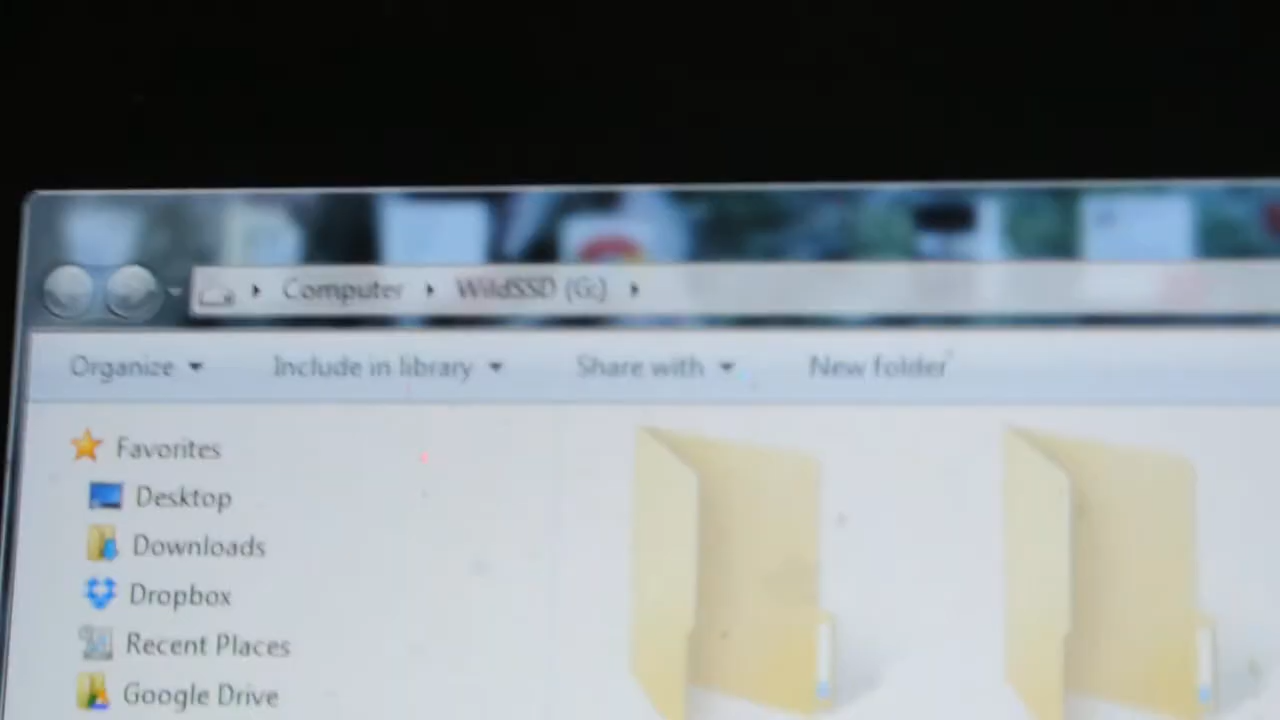 Computer WildSSD (G:)
Organize Include in library Share with New folder
Favorites
Desktop
Downloads
Dropbox
Recent Places
Google Drive